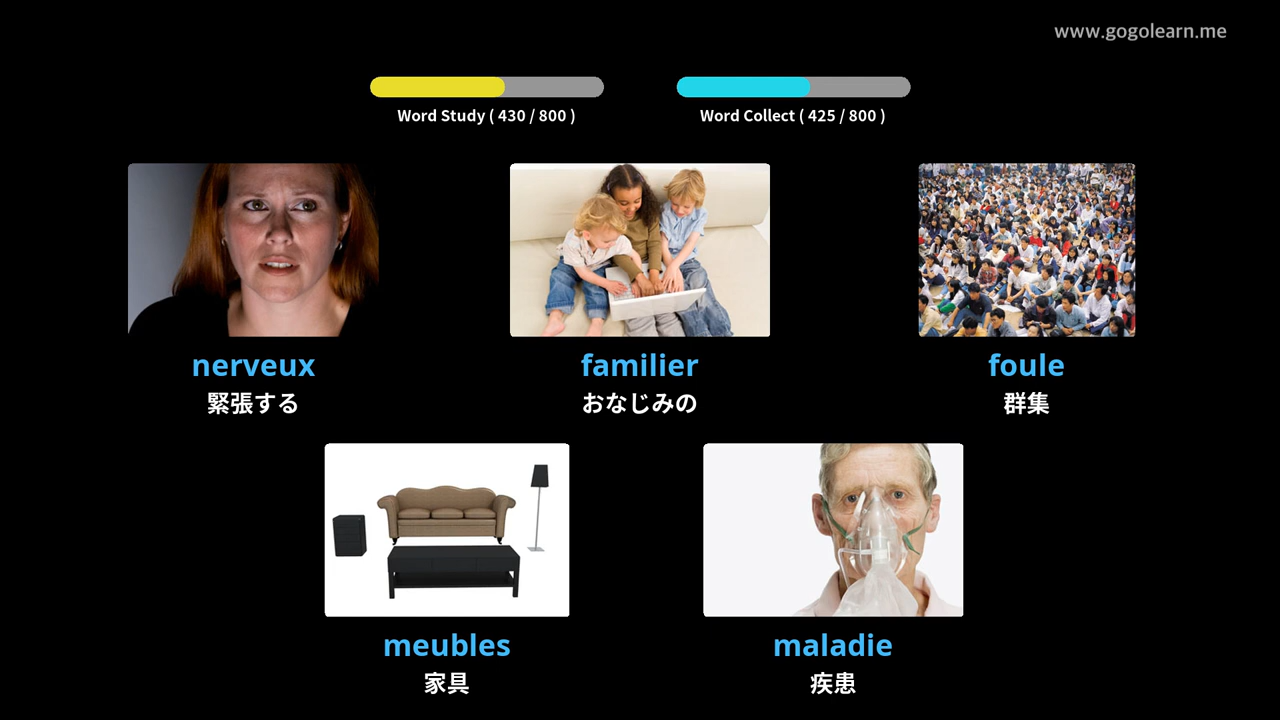 www.gogolearn.me
Word Study ( 430 / 800 )
Word Collect ( 425 / 800 )
nerveux
緊張する
familier
おなじみの
foule
群集
meubles
家具
maladie
疾患